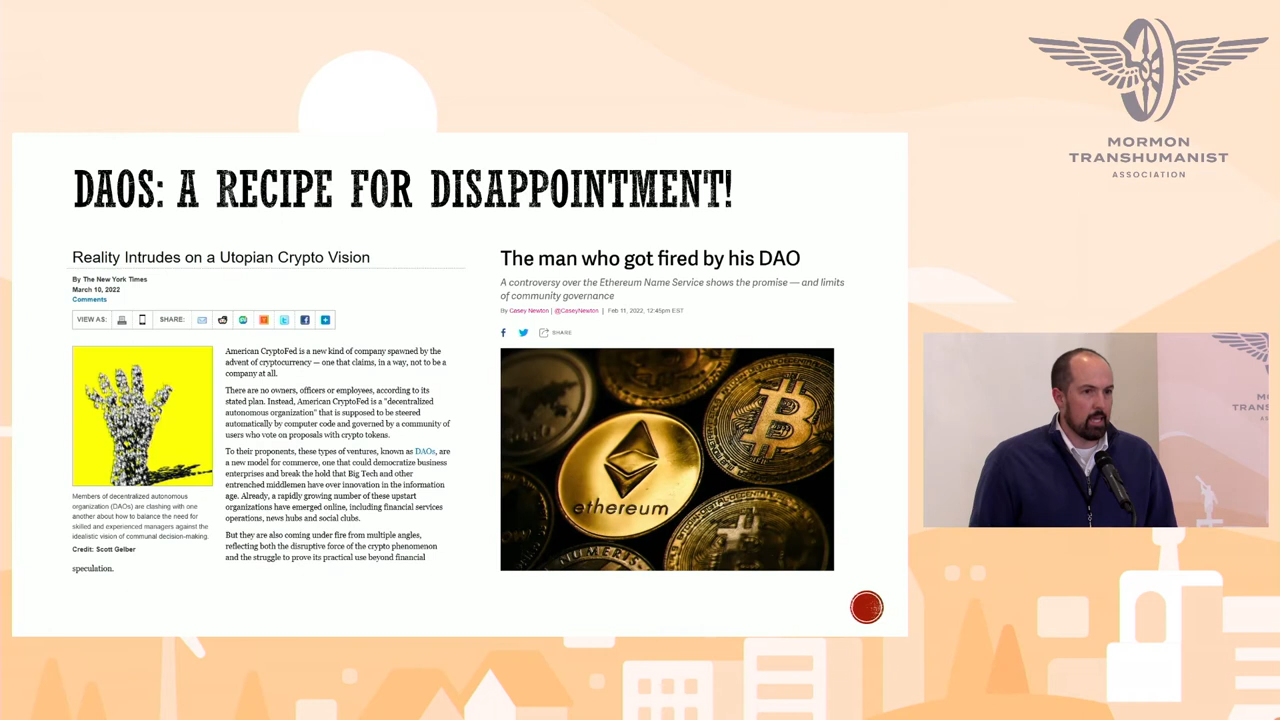 MORMON
TRANSHUMANIST
ASSOCIATION
DAOS: A RECIPE FOR DISAPPOINTMENT!
Reality Intrudes on a Utopian Crypto Vision
By The New York Times
March 10, 2022
Comments
VIEW AS:
SHARE:
American CryptoFed is a new kind of company spawned by the
advent of cryptocurrency — one that claims, in a way, not to be a
company at all.
There are no owners, officers or employees, according to its
stated plan. Instead, American CryptoFed is a "decentralized
autonomous organization" that is supposed to be steered
automatically by computer code and governed by a community of
users who vote on proposals with crypto tokens.
To their proponents, these types of ventures, known as DAOs, are
a new model for commerce, one that could democratize business
enterprises and break the hold that Big Tech and other
entrenched middlemen have over innovation in the information
age. Already, a rapidly growing number of these upstart
organizations have emerged online, including financial services
operations, news hubs and social clubs.
But they are also coming under fire from multiple angles,
reflecting both the disruptive force of the crypto phenomenon
and the struggle to prove its practical use beyond financial
speculation.
Members of decentralized autonomous
organization (DAOs) are clashing with one
another about how to balance the need for
skilled and experienced managers against the
idealistic vision of communal decision-making.
Credit: Scott Gelber
The man who got fired by his DAO
A controversy over the Ethereum Name Service shows the promise — and limits
of community governance
By Casey Newton | @CaseyNewton | Feb 11, 2022, 12:45pm EST
SHARE
ethereum